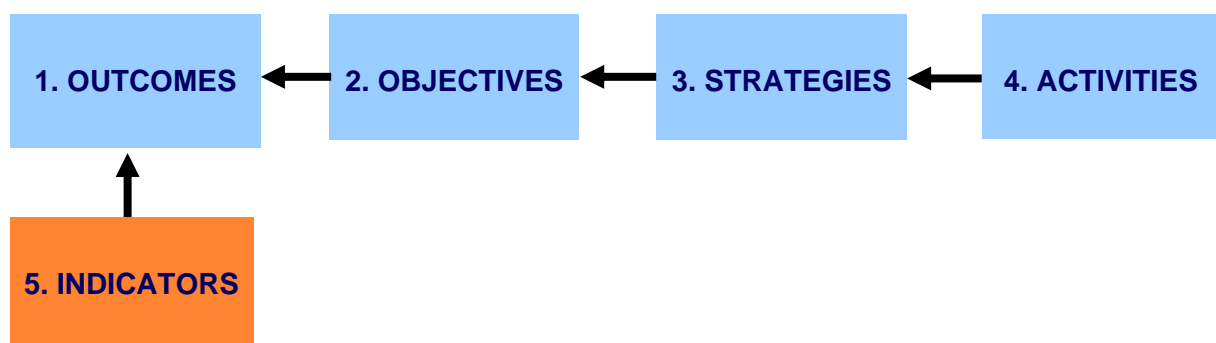 1. OUTCOMES
2. OBJECTIVES
3. STRATEGIES
4. ACTIVITIES
5. INDICATORS